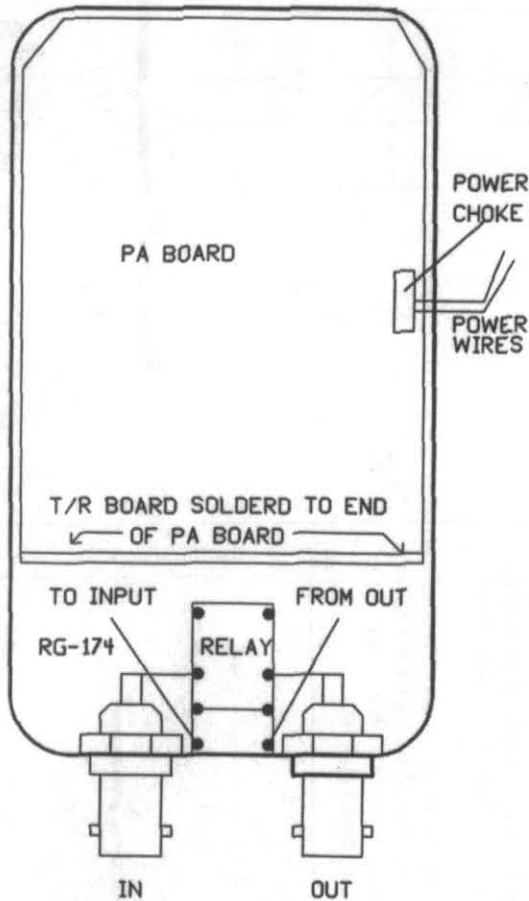 POWER
CHOKE
PA BOARD
POWER
WIRES
T/R BOARD SOLDERD TO END
OF PA BOARD
TO INPUT
FROM OUT
RG-174
RELAY
IN
OUT